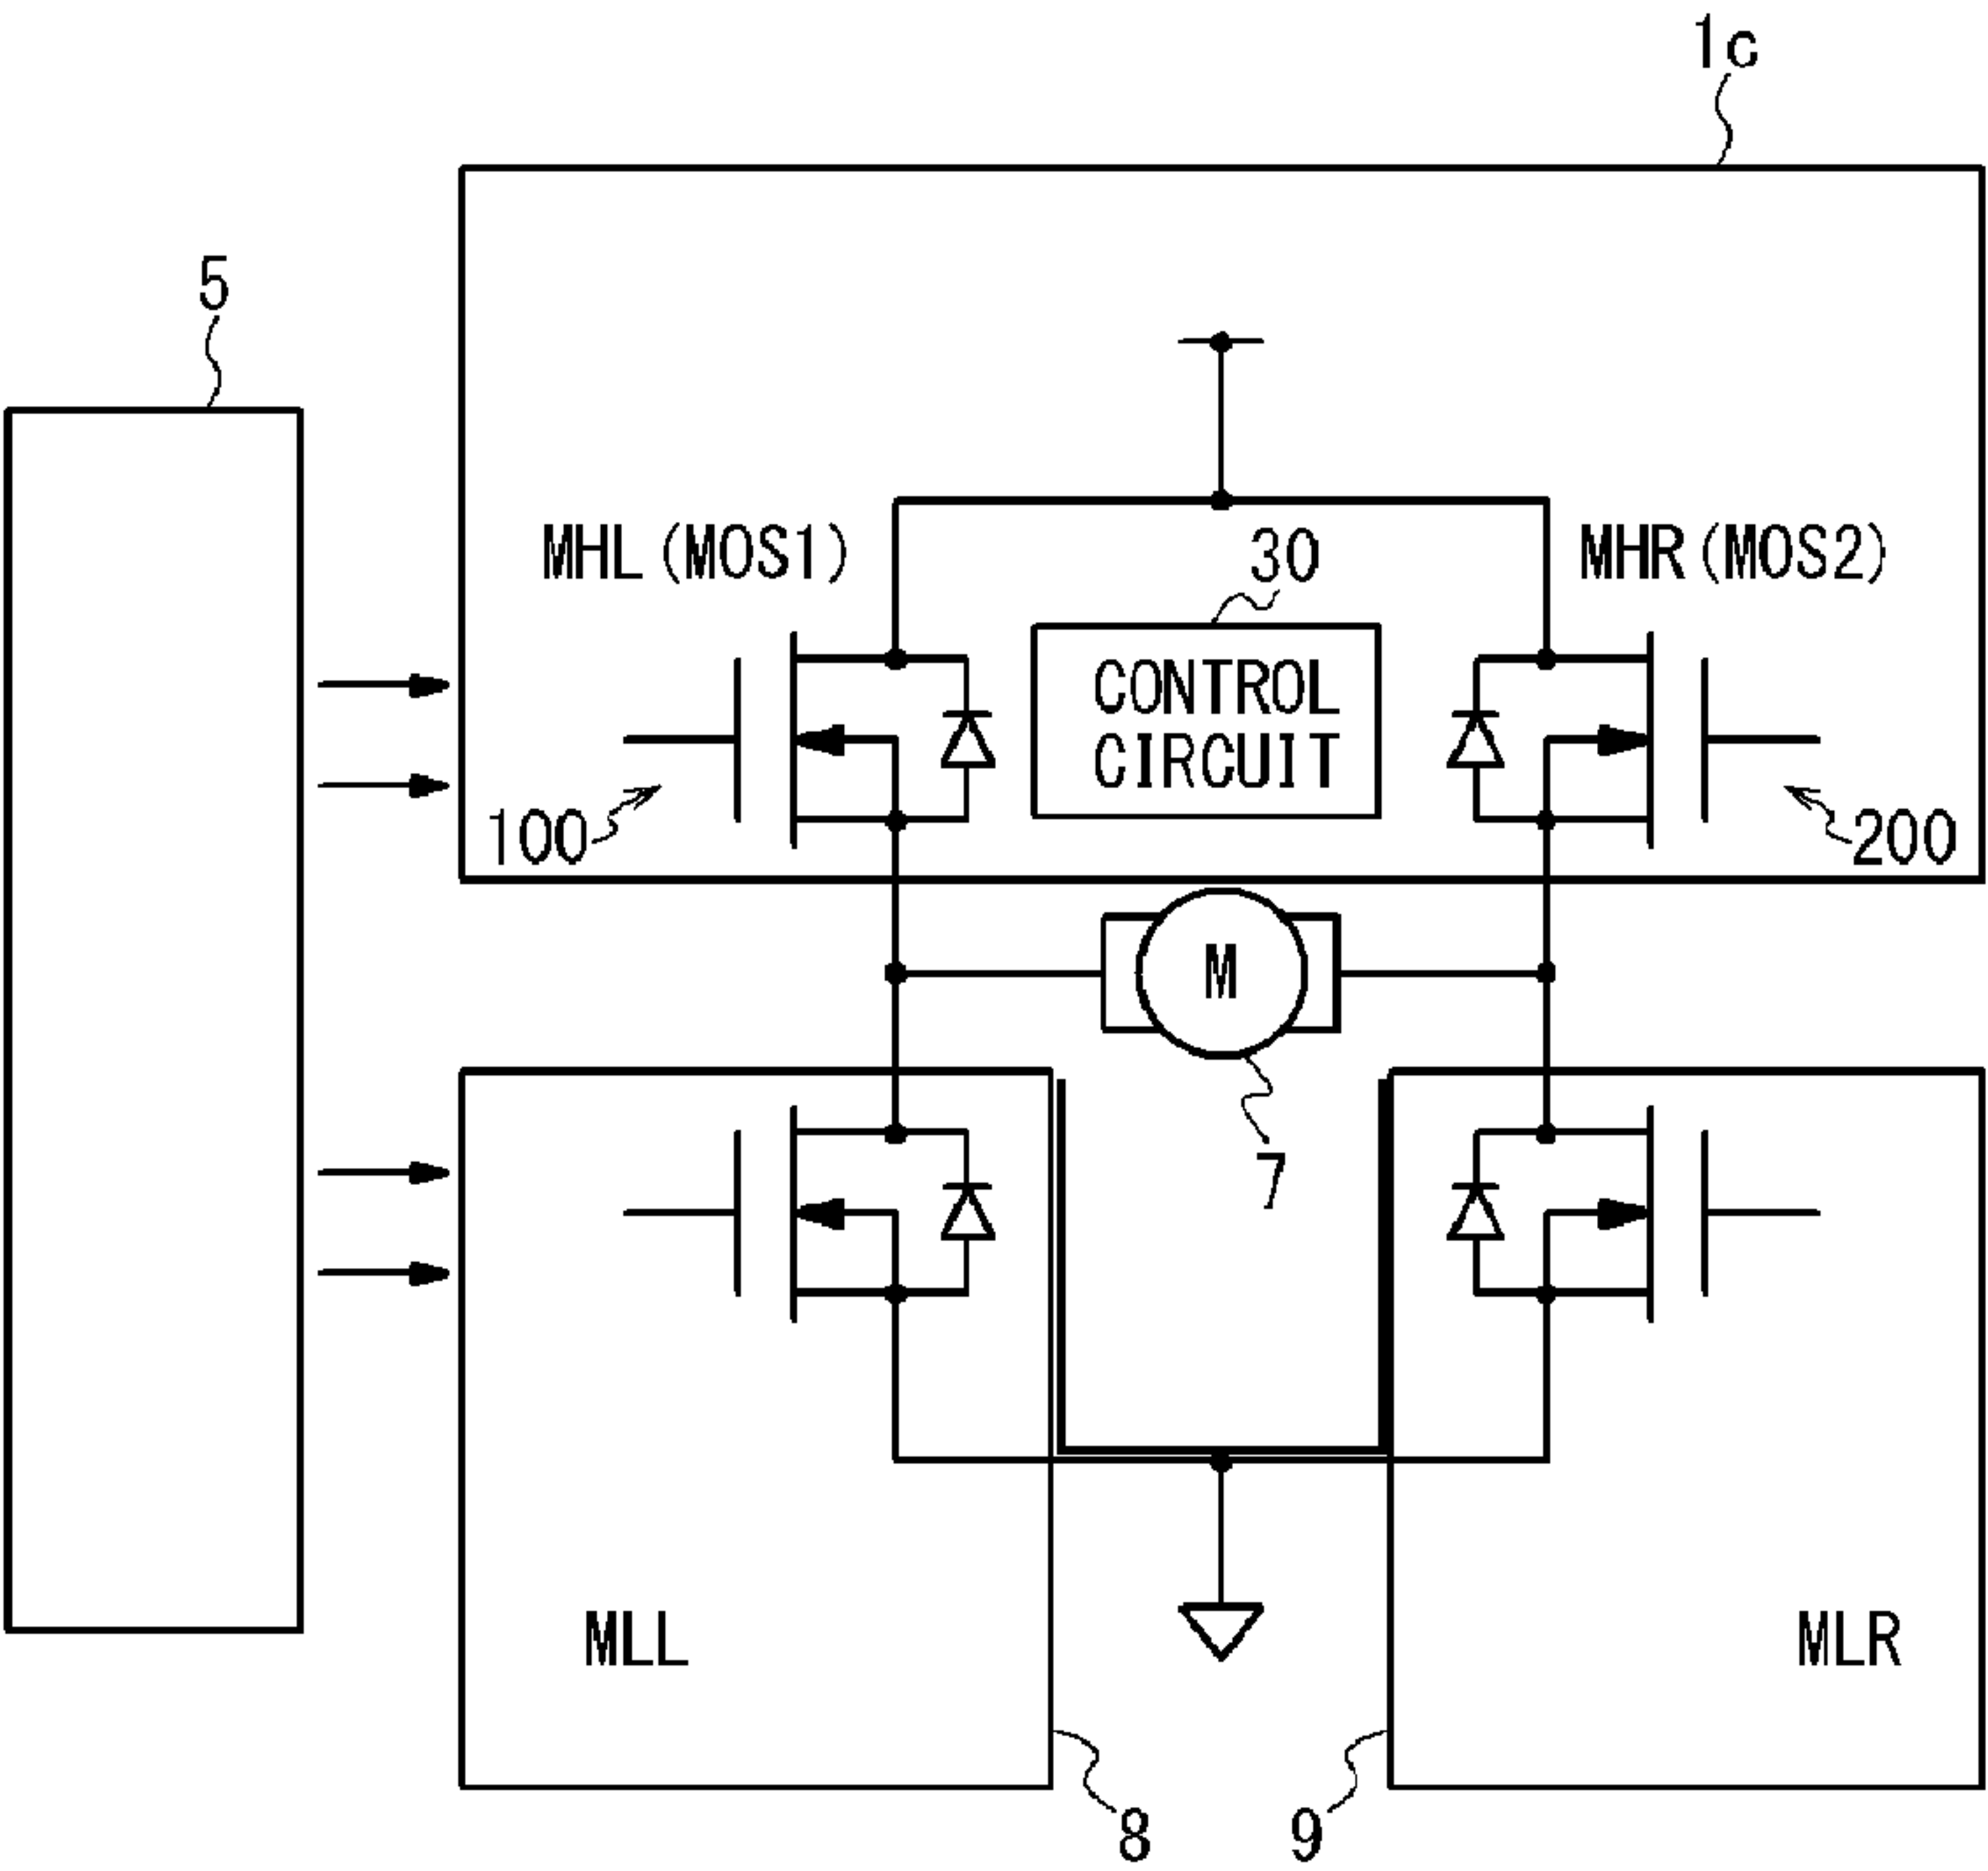 1c
5
MHL(MOS1)
30
MHR(MOS2)
CONTROL
CIRCUIT
100
200
M
7
MLL
MLR
8
9